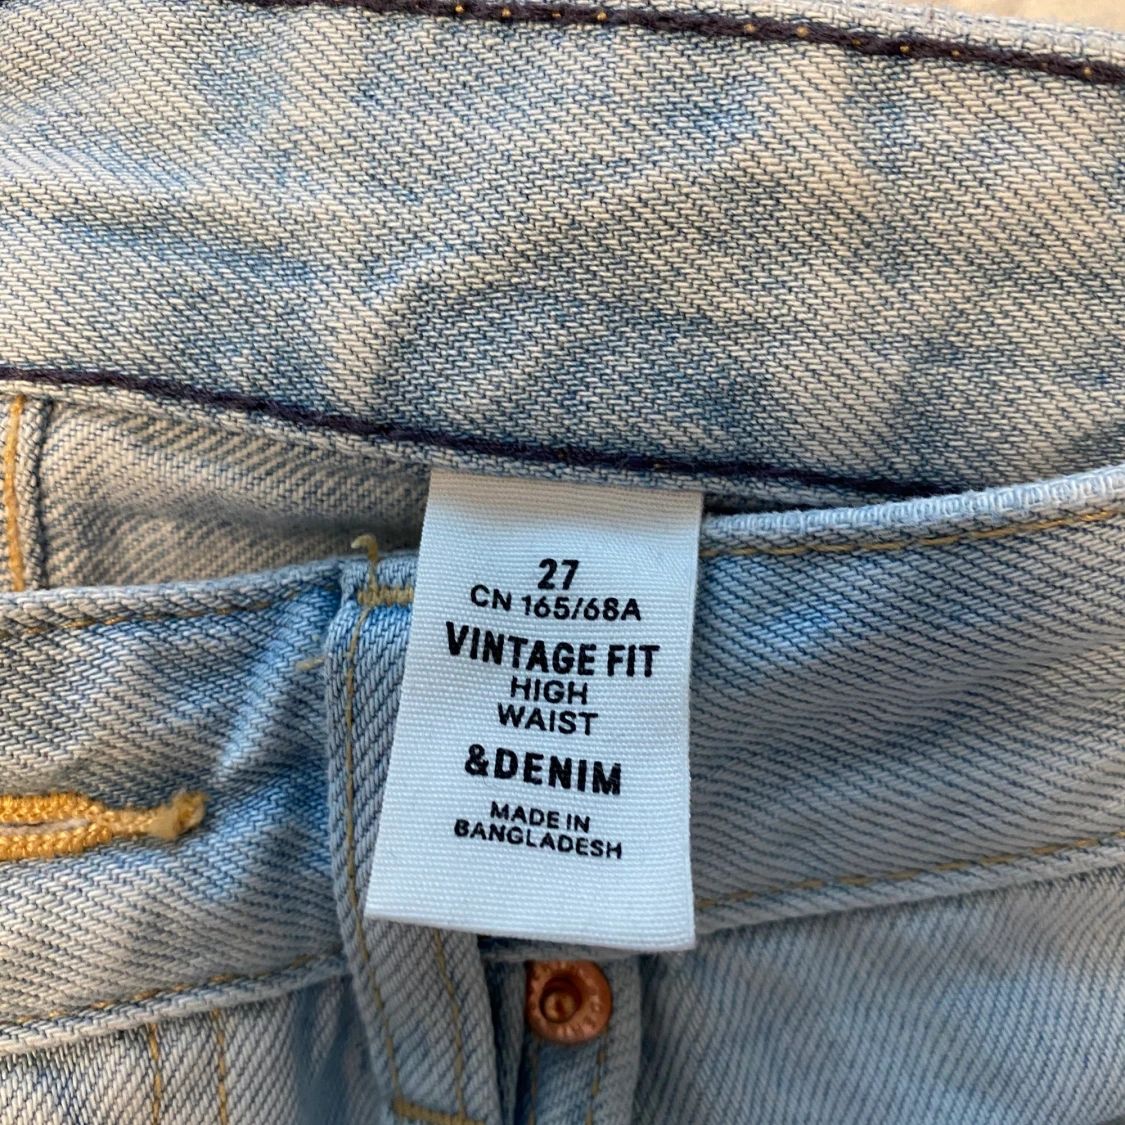 27
CN 165/68A
VINTAGE FIT
HIGH
WAIST
&DENIM
MADE IN
BANGLADESH